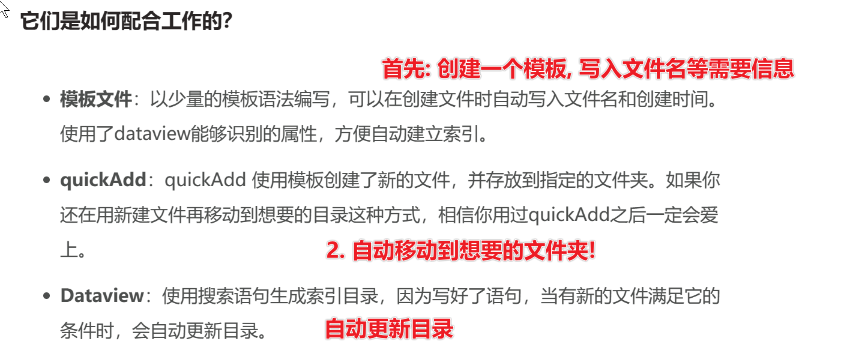 它们是如何配合工作的？
首先: 创建一个模板, 写入文件名等需要信息
模板文件：以少量的模板语法编写，可以在创建文件时自动写入文件名和创建时间。
使用了dataview能够识别的属性，方便自动建立索引。
quickAdd：quickAdd 使用模板创建了新的文件，并存放到指定的文件夹。如果你
还在用新建文件再移动到想要的目录这种方式，相信你用过quickAdd之后一定会爱
上。
2. 自动移动到想要的文件夹!
Dataview：使用搜索语句生成索引目录，因为写好了语句，当有新的文件满足它的
条件时，会自动更新目录。
自动更新目录